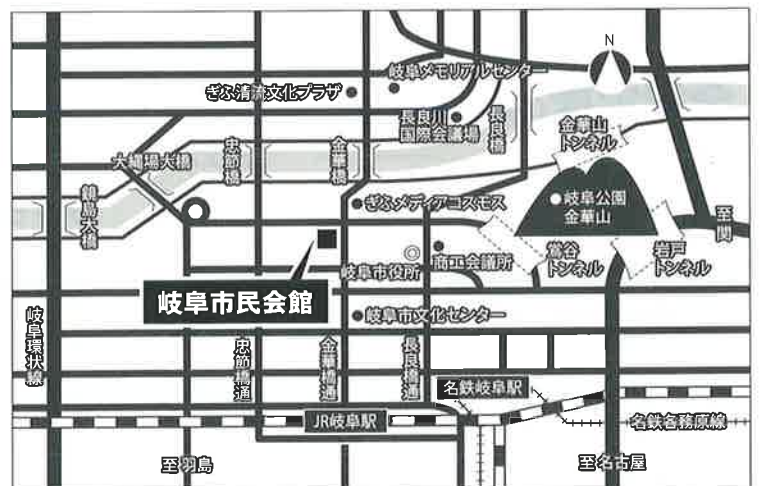 N
岐阜メモリアルセンター
ぎふ清流文化プラザ
長良川
国際会議場
長良橋
金華山
トンネル
大縄場大橋
忠節橋
金華橋
鏡島大橋
ぎふメディアコスモス
岐阜公園
金華山
至関
岐阜市役所
商工会議所
鶯谷
トンネル
岩戸
トンネル
岐阜市民会館
岐阜市文化センター
岐阜環状線
忠節橋通
金華橋通
長良橋通
名鉄岐阜駅
JR岐阜駅
名鉄各務原線
至羽島
至名古屋